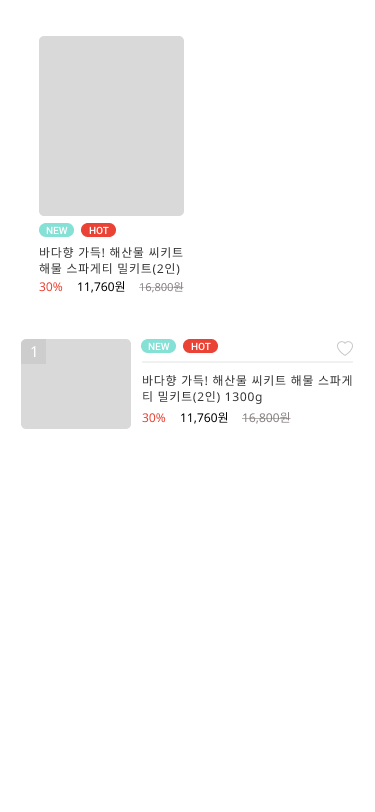 NEW HOT
바다향 가득! 해산물 씨키트
해물 스파게티 밀키트(2인)
30% 11,760원 16,800원
1 NEW HOT
바다향 가득! 해산물 씨키트 해물 스파게
티 밀키트(2인) 1300g
30% 11,760원 16,800원